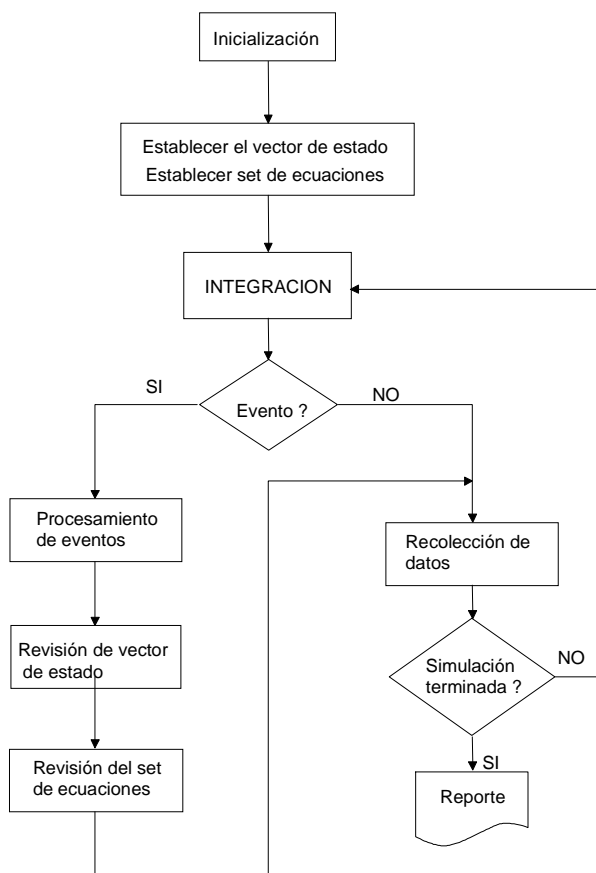 Inicialización
Establecer el vector de estado
Establecer set de ecuaciones
INTEGRACION
SI
Evento ?
NO
Procesamiento
de eventos
Recolección de
datos
Revisión de vector
de estado
Simulación
terminada ?
NO
Revisión del set
de ecuaciones
SI
Reporte